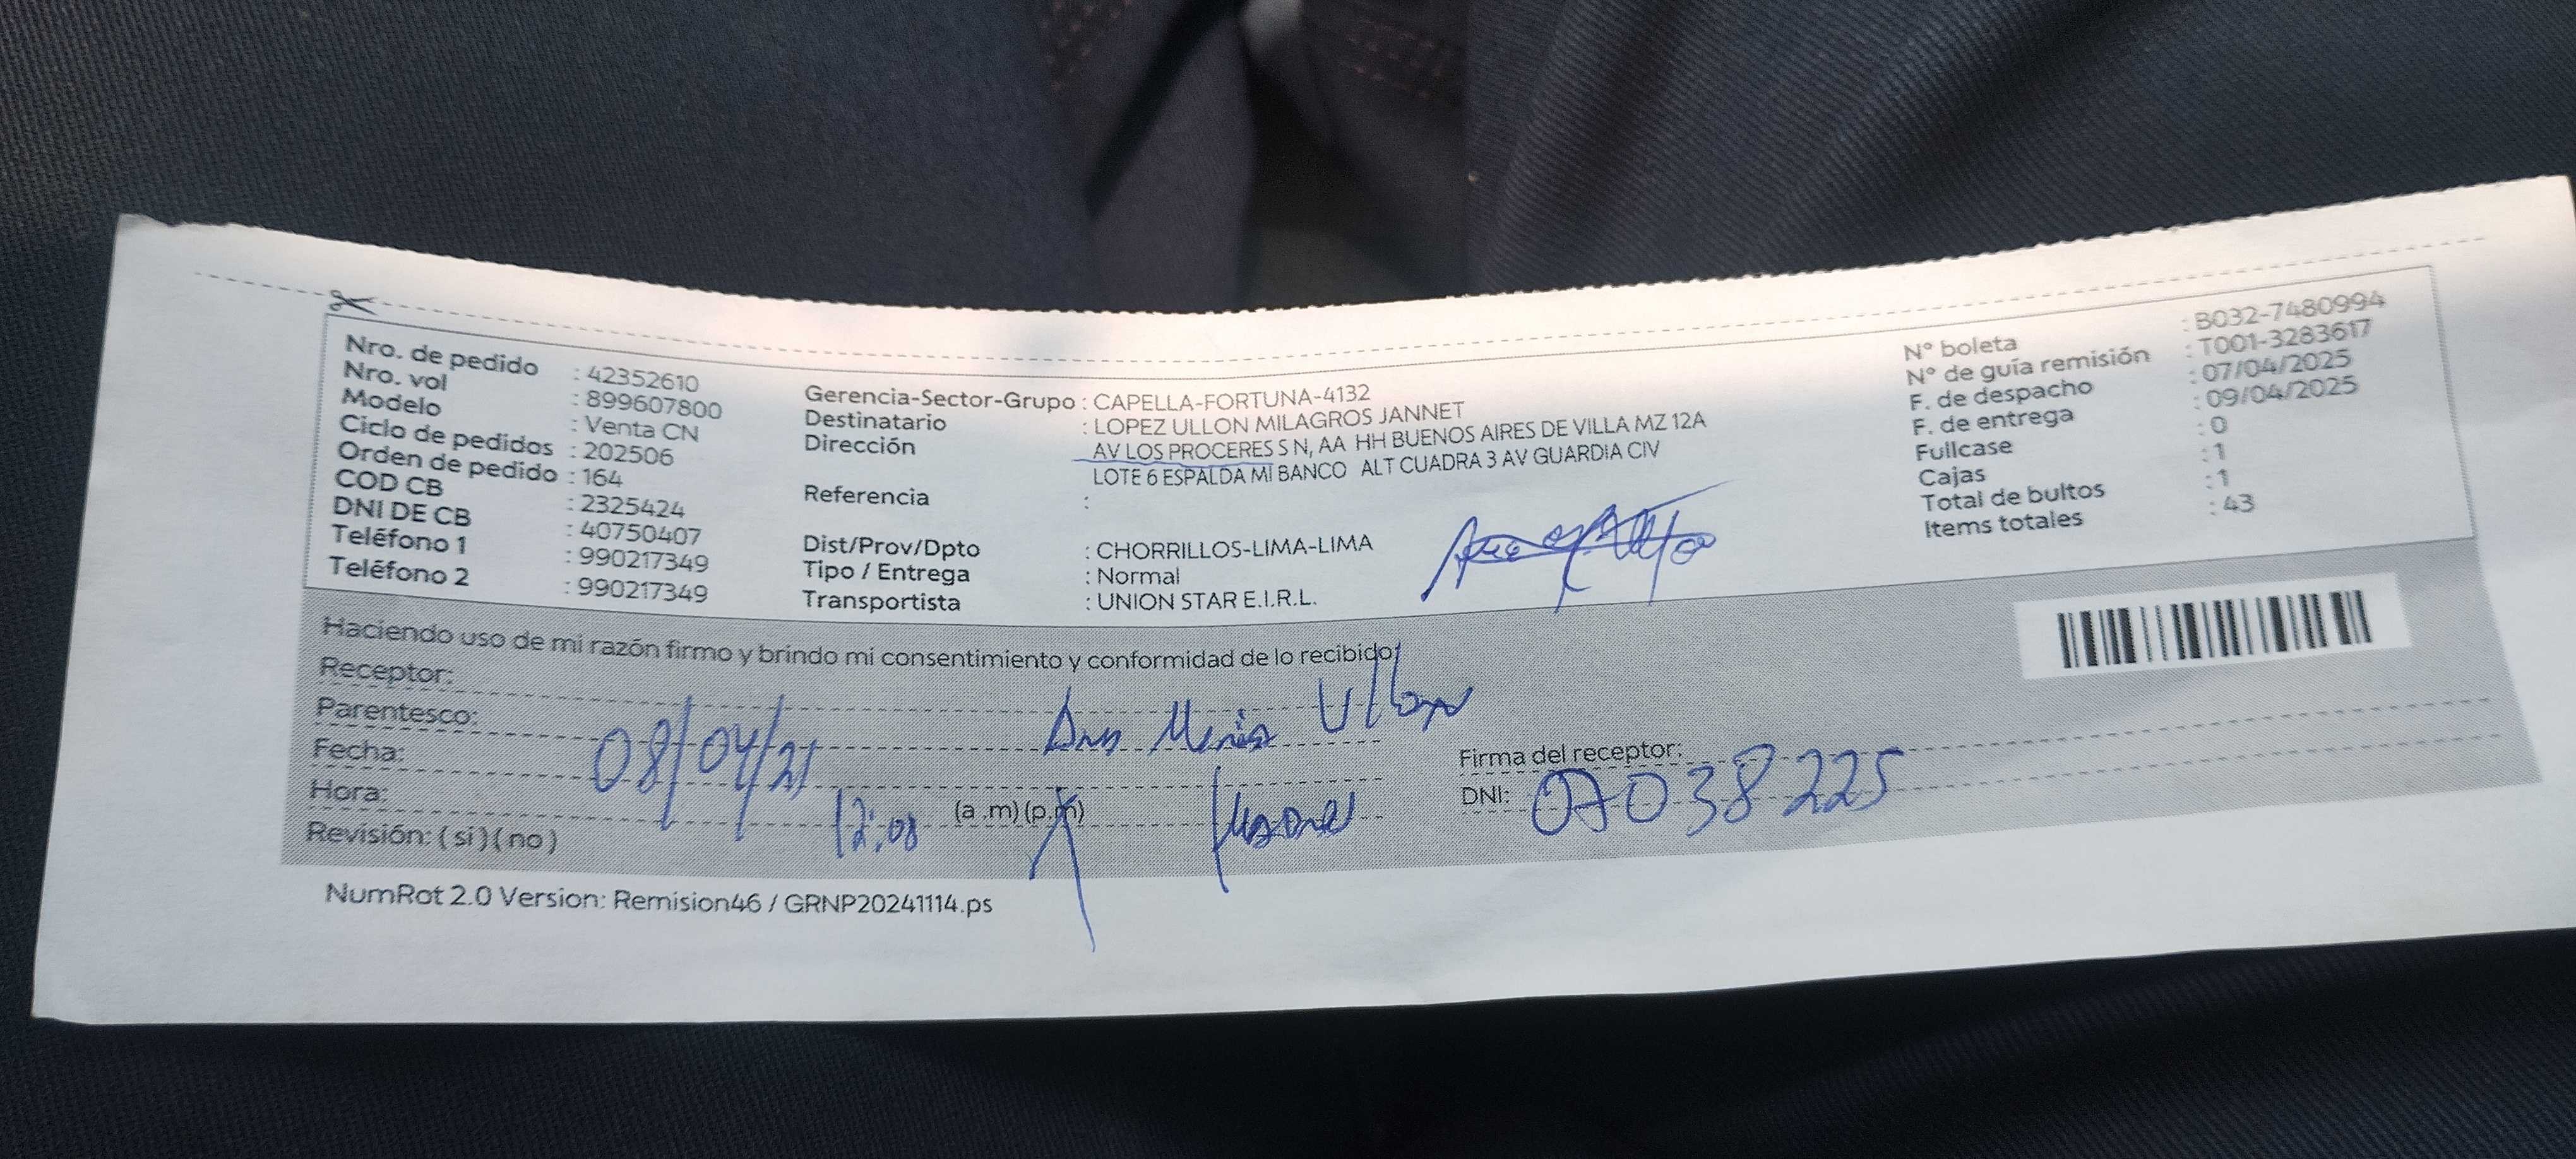 Nro. de pedido : 42352610
Nro. vol : 899607800
Modelo : Venta CN
Ciclo de pedidos : 202506
Orden de pedido : 164
COD CB : 2325424
DNI DE CB : 40750407
Teléfono 1 : 990217349
Teléfono 2 : 990217349
Gerencia-Sector-Grupo : CAPELLA-FORTUNA-4132
Destinatario : LOPEZ ULLON MILAGROS JANNET
Dirección : AV LOS PROCERES S N, AA HH BUENOS AIRES DE VILLA MZ 12A
LOTE 6 ESPALDA MI BANCO ALT CUADRA 3 AV GUARDIA CIV
Referencia :
Dist/Prov/Dpto : CHORRILLOS-LIMA-LIMA
Tipo / Entrega : Normal
Transportista : UNION STAR E.I.R.L.
N° boleta : B032-7480994
N° de guía remisión : T001-3283617
F. de despacho : 07/04/2025
F. de entrega : 09/04/2025
Fullcase : 0
Cajas : 1
Total de bultos : 1
Items totales : 43
Haciendo uso de mi razón firmo y brindo mi consentimiento y conformidad de lo recibido:
Receptor: Ullon
Parentesco:
Fecha: 08/04/21
Hora: 12:08 (a.m)(p.m)
Revisión: (si)(no)
Firma del receptor:
DNI: 07038225
NumRot 2.0 Version: Remision46 / GRNP20241114.ps